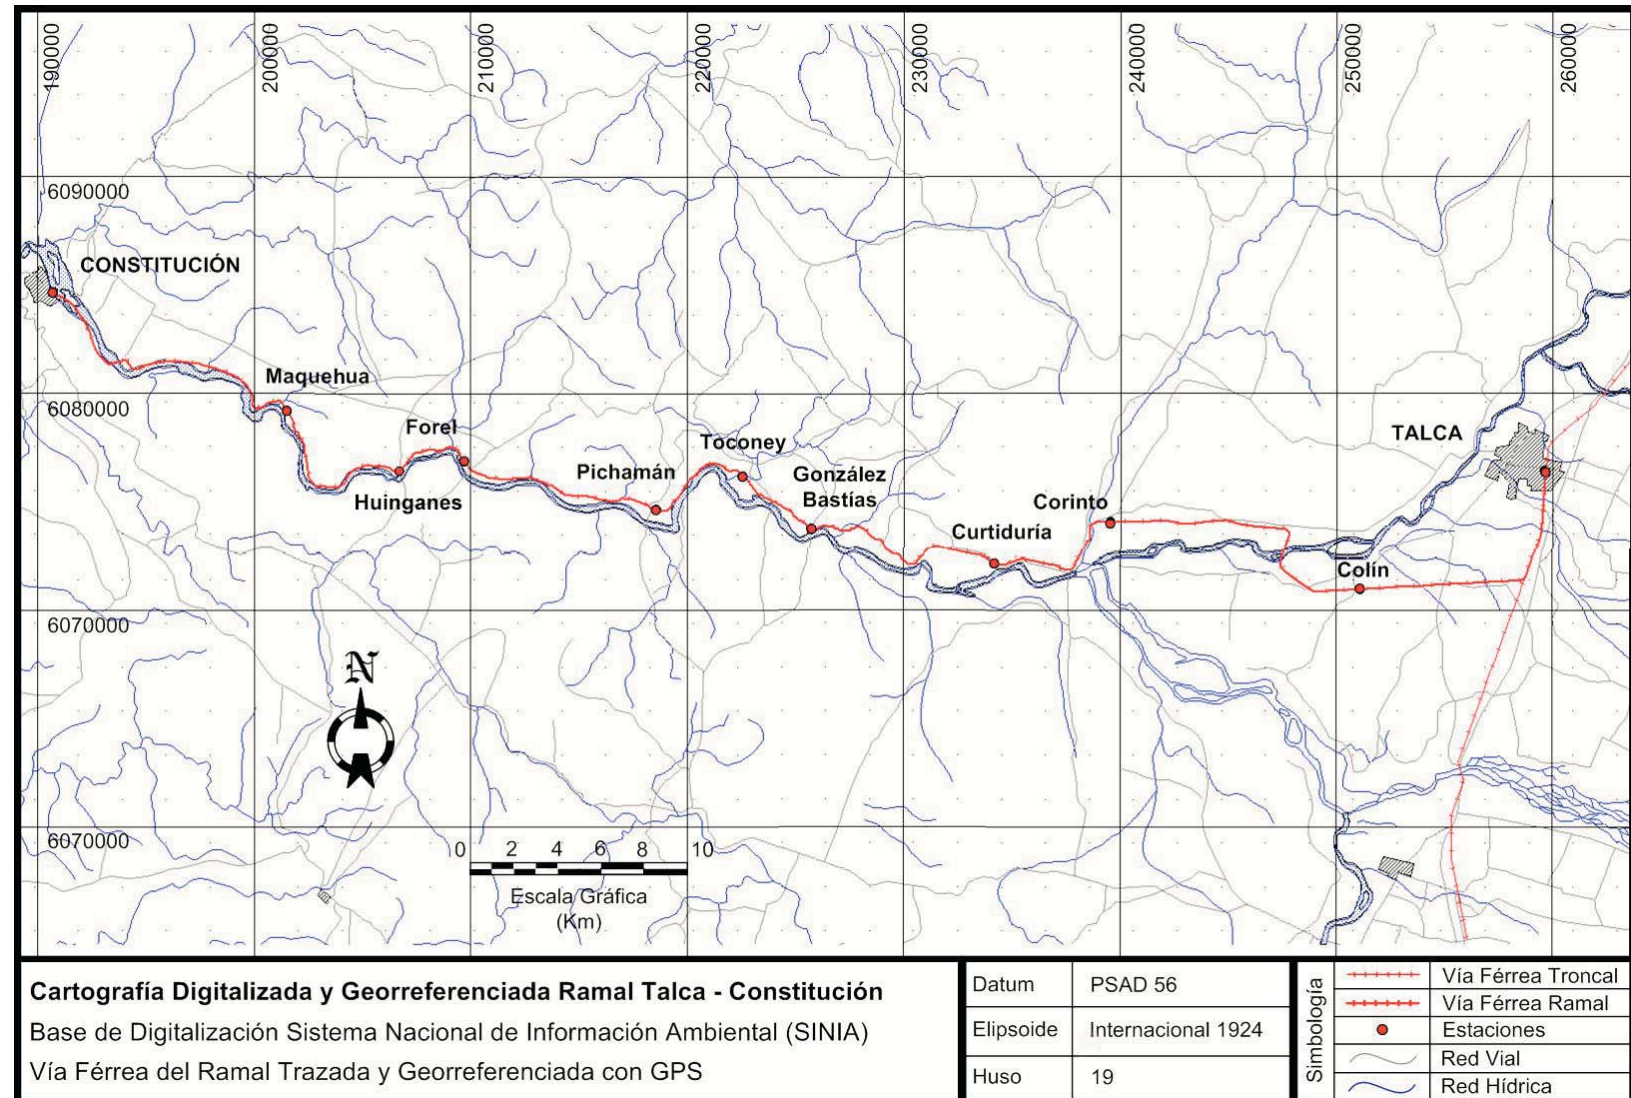 190000
200000
210000
220000
230000
240000
250000
260000
6090000
CONSTITUCIÓN
Maquehua
6080000
Forel
TALCA
Toconey
Pichamán
González
Bastías
Huinganes
Corinto
Curtiduría
Colín
6070000
N
6070000
0 2 4 6 8 10
Escala Gráfica
(Km)
Cartografía Digitalizada y Georreferenciada Ramal Talca - Constitución
Base de Digitalización Sistema Nacional de Información Ambiental (SINIA)
Vía Férrea del Ramal Trazada y Georreferenciada con GPS
Datum PSAD 56
Elipsoide Internacional 1924
Huso 19
Simbología
Vía Férrea Troncal
Vía Férrea Ramal
Estaciones
Red Vial
Red Hídrica